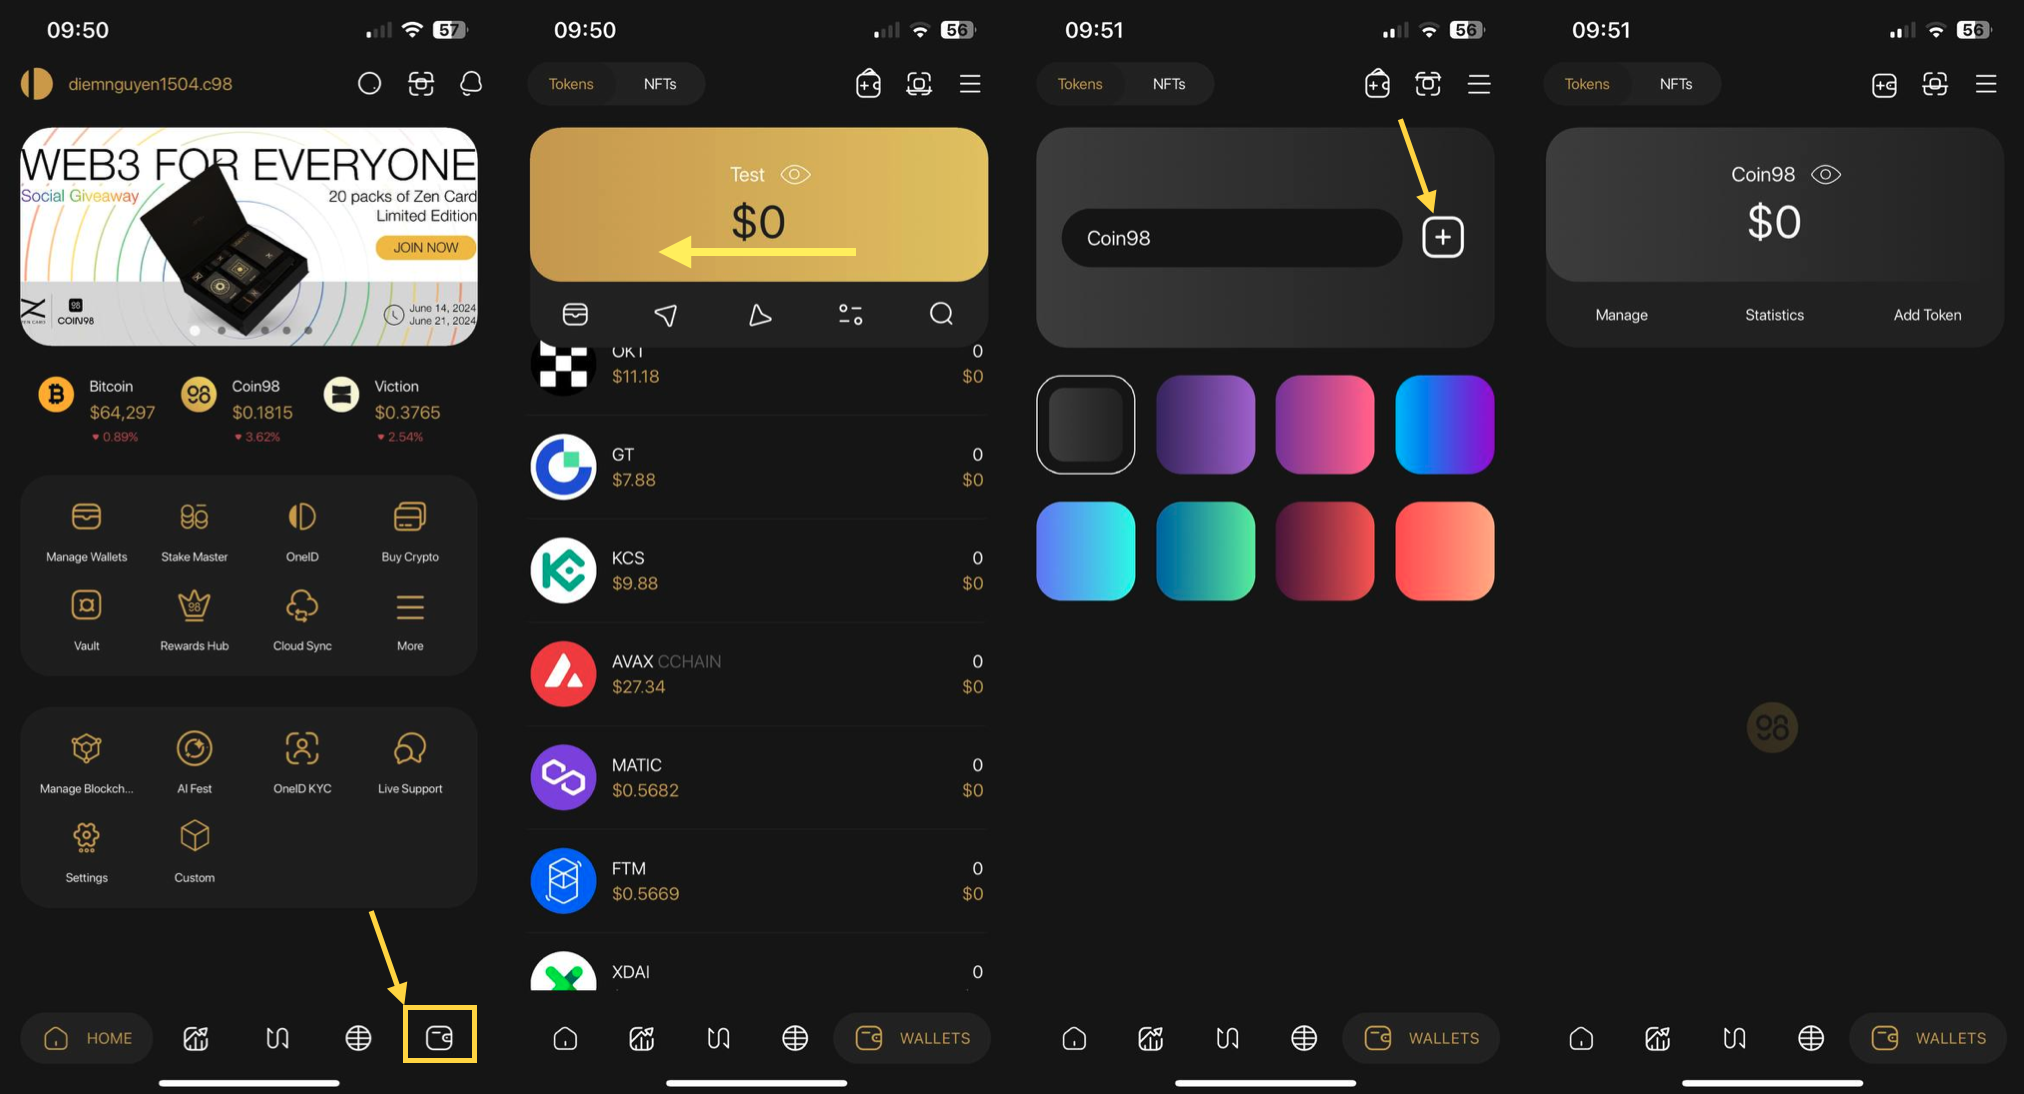 09:50
57
diemnguyen1504.c98
WEB3 FOR EVERYONE
Social Giveaway
20 packs of Zen Card
Limited Edition
JOIN NOW
98
COIN98
June 14, 2024
June 21, 2024
Bitcoin
$64,297
0.89%
98
Coin98
$0.1815
3.62%
Viction
$0.3765
2.54%
Manage Wallets
Stake Master
OneID
Buy Crypto
98
Vault
Rewards Hub
Cloud Sync
More
Manage Blockch...
AI Fest
OneID KYC
Live Support
Settings
Custom
HOME
09:50
56
Tokens
NFTs
Test
$0
OKT
0
$11.18
$0
GT
0
$7.88
$0
KCS
0
$9.88
$0
AVAX CCHAIN
0
$27.34
$0
MATIC
0
$0.5682
$0
FTM
0
$0.5669
$0
XDAI
0
WALLETS
09:51
56
Tokens
NFTs
Coin98
WALLETS
09:51
56
Tokens
NFTs
Coin98
$0
Manage
Statistics
Add Token
98
WALLETS